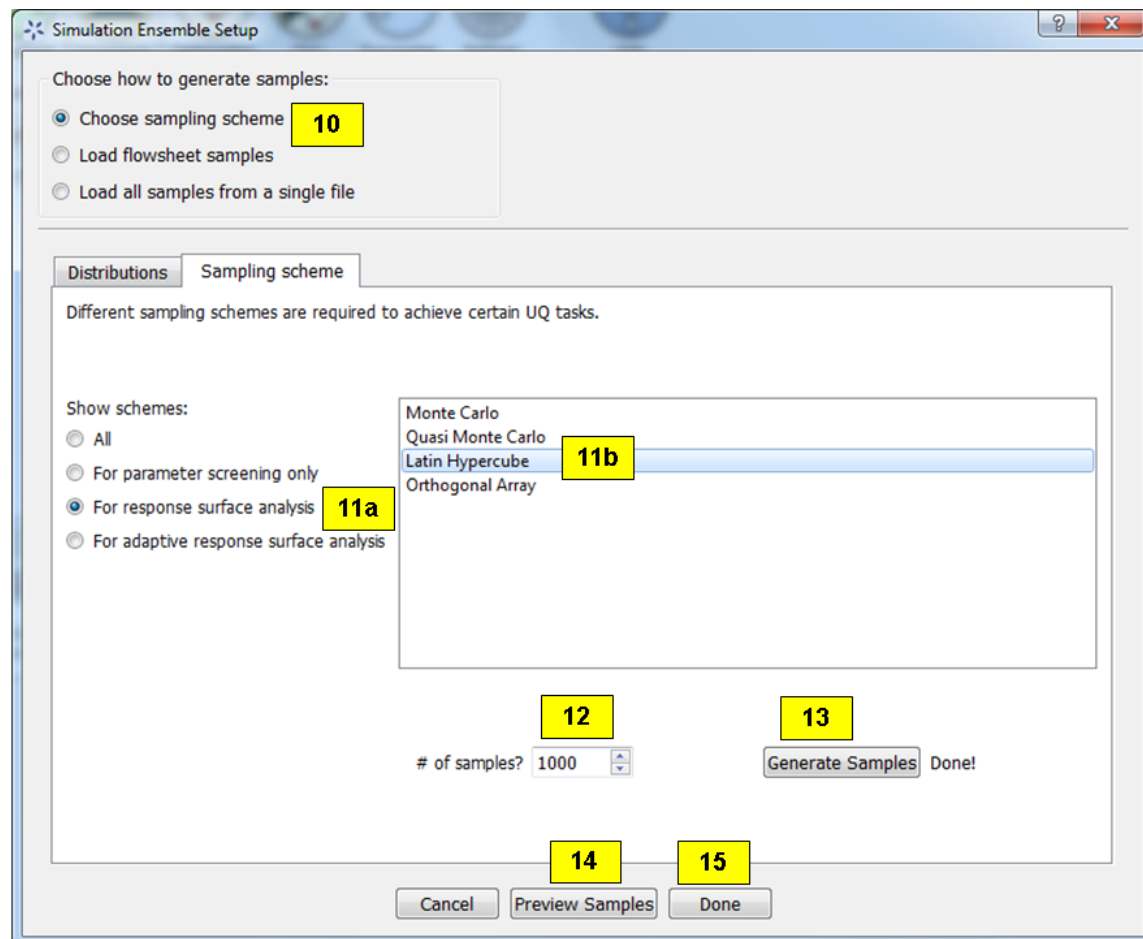 Simulation Ensemble Setup
?
X
Choose how to generate samples:
Choose sampling scheme 10
Load flowsheet samples
Load all samples from a single file
Distributions Sampling scheme
Different sampling schemes are required to achieve certain UQ tasks.
Show schemes:
All
For parameter screening only
For response surface analysis 11a
For adaptive response surface analysis
Monte Carlo
Quasi Monte Carlo
Latin Hypercube 11b
Orthogonal Array
12 13
# of samples? 1000 Generate Samples Done!
14 15
Cancel Preview Samples Done